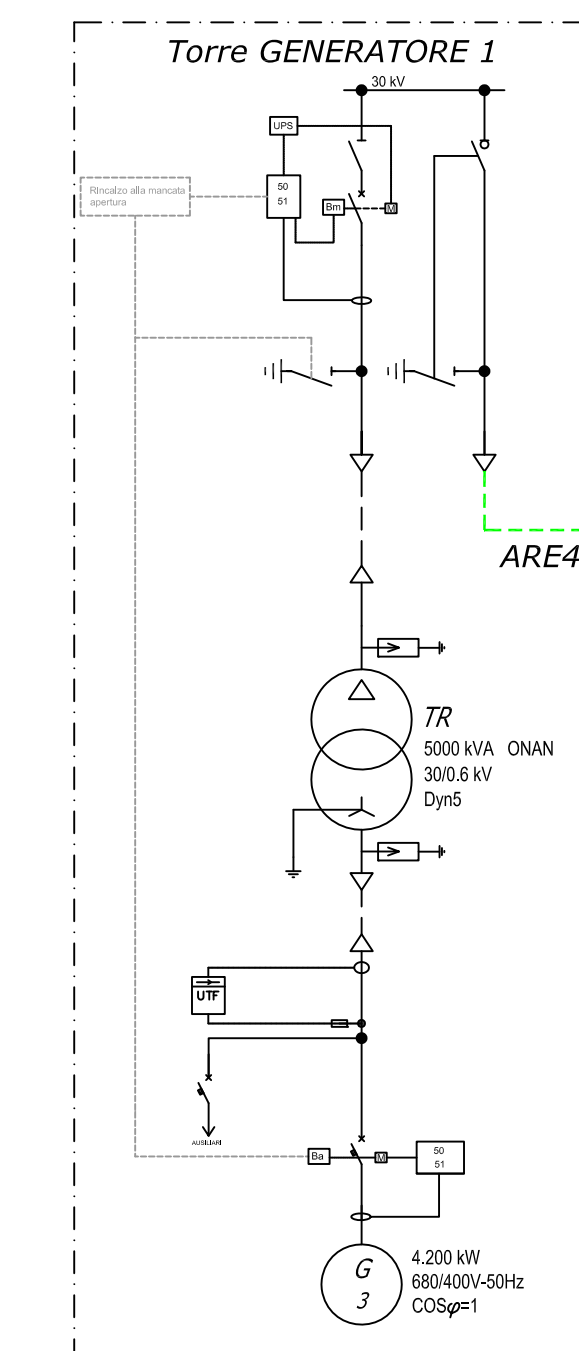 Torre GENERATORE 1
30 kV
UPS
RIncalzo alla mancata
apertura
50
51
Bm
M
ARE4
TR
5000 kVA ONAN
30/0.6 kV
Dyn5
UTF
AUSILIARI
Ba
M
50
51
G
3
4.200 kW
680/400V-50Hz
COSφ=1